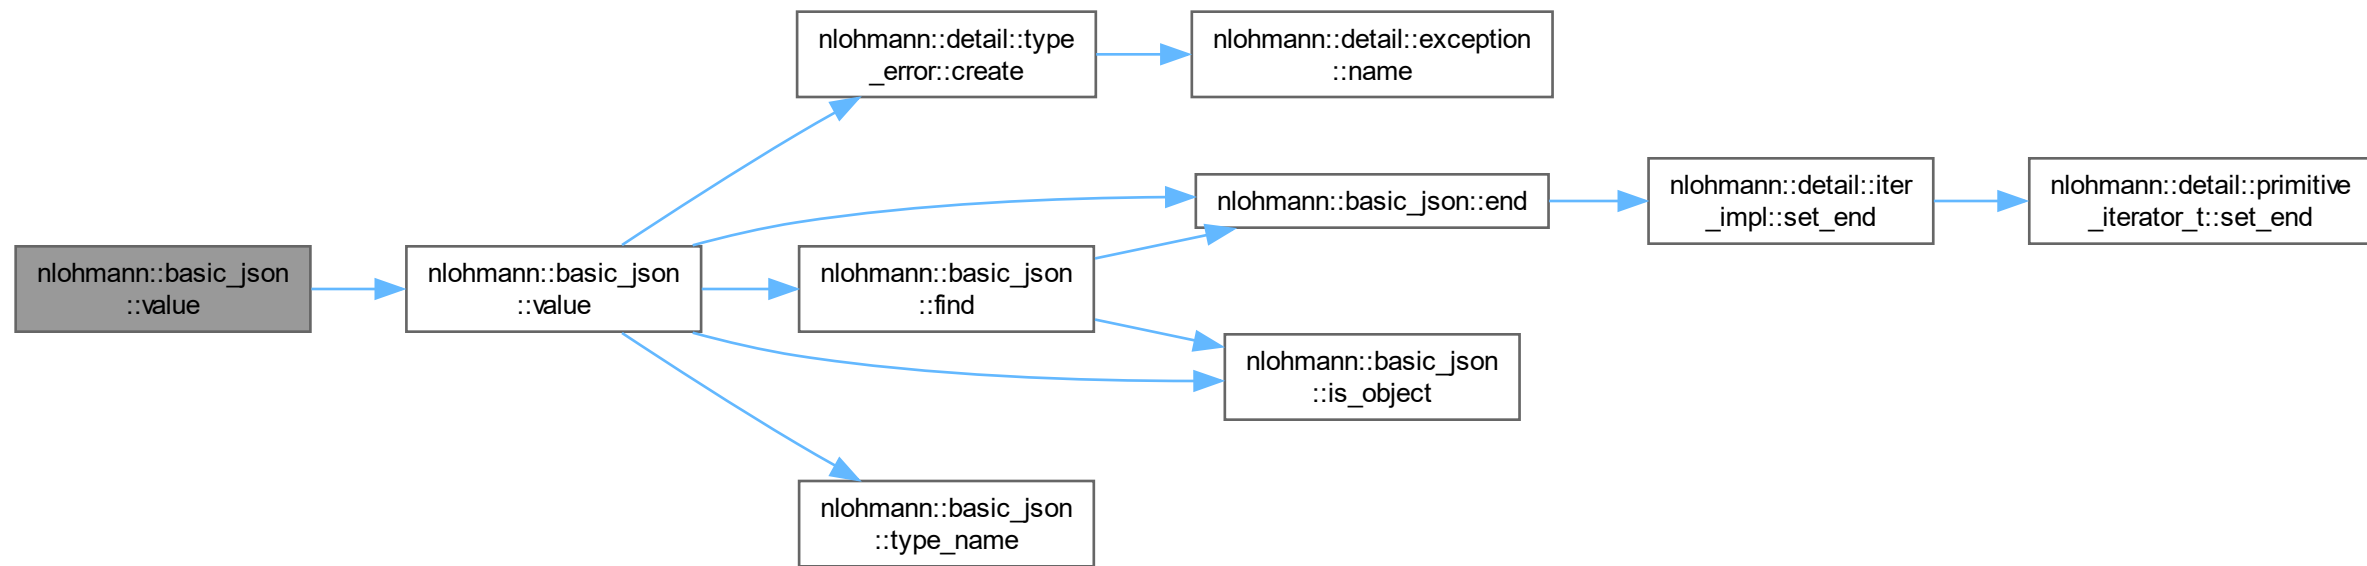 nlohmann::detail::type
_error::create
nlohmann::detail::exception
::name
nlohmann::basic_json::end
nlohmann::detail::iter
_impl::set_end
nlohmann::detail::primitive
_iterator_t::set_end
nlohmann::basic_json
::value
nlohmann::basic_json
::value
nlohmann::basic_json
::find
nlohmann::basic_json
::is_object
nlohmann::basic_json
::type_name